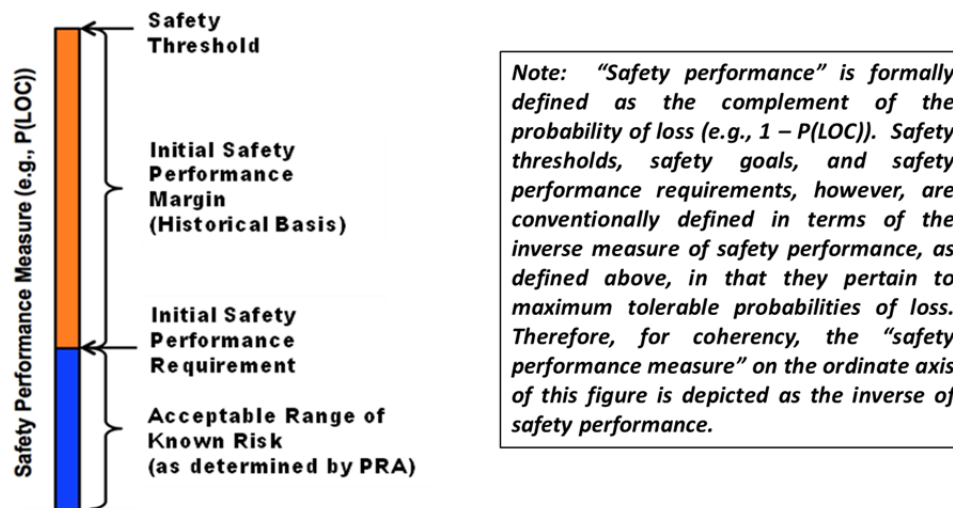 Safety Performance Measure (e.g., P(LOC))
Safety
Threshold
Initial Safety
Performance
Margin
(Historical Basis)
Initial Safety
Performance
Requirement
Acceptable Range of
Known Risk
(as determined by PRA)
Note: “Safety performance” is formally
defined as the complement of the
probability of loss (e.g., 1 – P(LOC)). Safety
thresholds, safety goals, and safety
performance requirements, however, are
conventionally defined in terms of the
inverse measure of safety performance, as
defined above, in that they pertain to
maximum tolerable probabilities of loss.
Therefore, for coherency, the “safety
performance measure” on the ordinate axis
of this figure is depicted as the inverse of
safety performance.